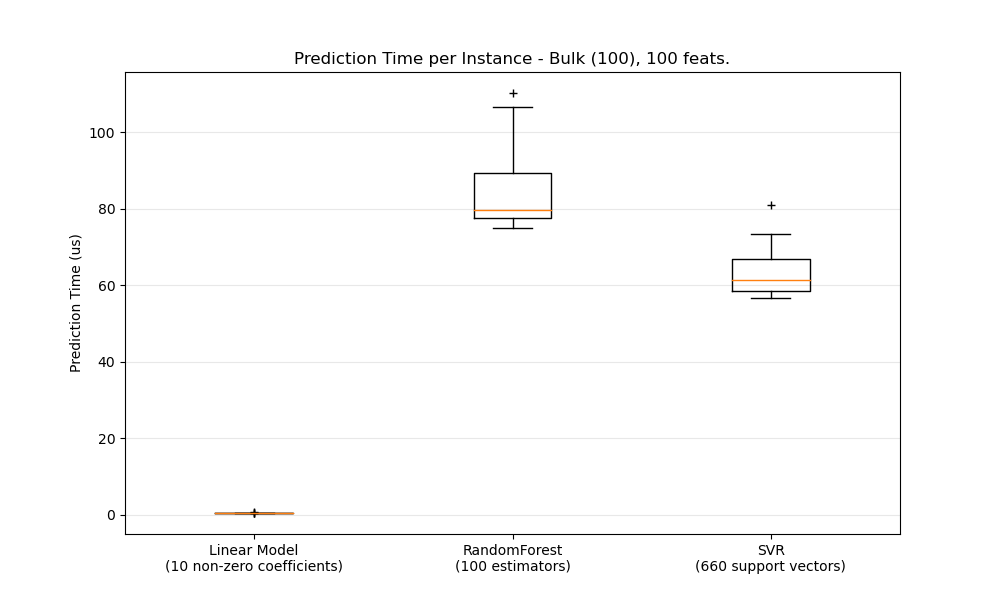 Prediction Time per Instance - Bulk (100), 100 feats.
Prediction Time (us)
100
80
60
40
20
0
Linear Model
(10 non-zero coefficients)
RandomForest
(100 estimators)
SVR
(660 support vectors)